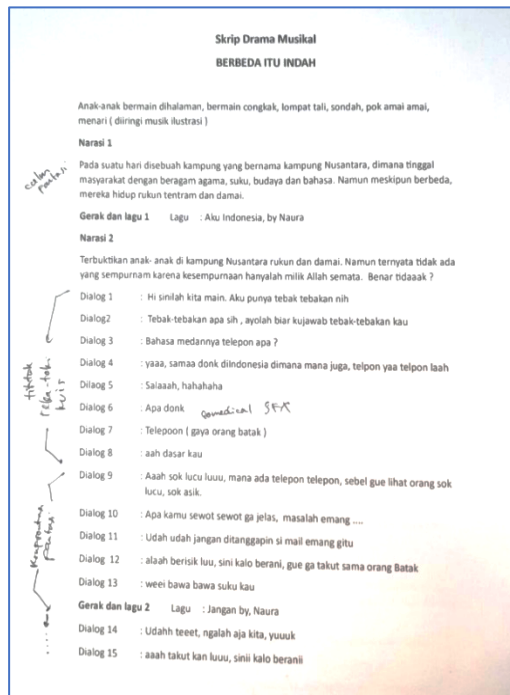 Skrip Drama Musikal
BERBEDA ITU INDAH
Anak-anak bermain dihalaman, bermain congkak, lompat tali, sondah, pok amai amai,
menari ( diiringi musik ilustrasi )
Narasi 1
Pada suatu hari disebuah kampung yang bernama kampung Nusantara, dimana tinggal
masyarakat dengan beragam agama, suku, budaya dan bahasa. Namun meskipun berbeda,
mereka hidup rukun tentram dan damai.
Gerak dan lagu 1 Lagu : Aku Indonesia, by Naura
Narasi 2
Terbuktikan anak- anak di kampung Nusantara rukun dan damai. Namun ternyata tidak ada
yang sempurnam karena kesempurnaan hanyalah milik Allah semata. Benar tidaaak ?
Dialog 1 : Hi sinilah kita main. Aku punya tebak tebakan nih
Dialog2 : Tebak-tebakan apa sih , ayolah biar kujawab tebak-tebakan kau
Dialog 3 : Bahasa medannya telepon apa ?
Dialog 4 : yaaa, samaa donk diIndonesia dimana mana juga, telpon yaa telpon laah
Dilaog 5 : Salaaah, hahahaha
Dialog 6 : Apa donk comedical SFX
Dialog 7 : Telepoon ( gaya orang batak )
Dialog 8 : aah dasar kau
Dialog 9 : Aaah sok lucu luuu, mana ada telepon telepon, sebel gue lihat orang sok
lucu, sok asik.
Dialog 10 : Apa kamu sewot sewot ga jelas, masalah emang ....
Dialog 11 : Udah udah jangan ditanggapin si mail emang gitu
Dialog 12 : alaah berisik luu, sini kalo berani, gue ga takut sama orang Batak
Dialog 13 : weei bawa bawa suku kau
Gerak dan lagu 2 Lagu : Jangan by, Naura
Dialog 14 : Udahh teeet, ngalah aja kita, yuuuk
Dialog 15 : aaah takut kan luuu, sinii kalo beranii